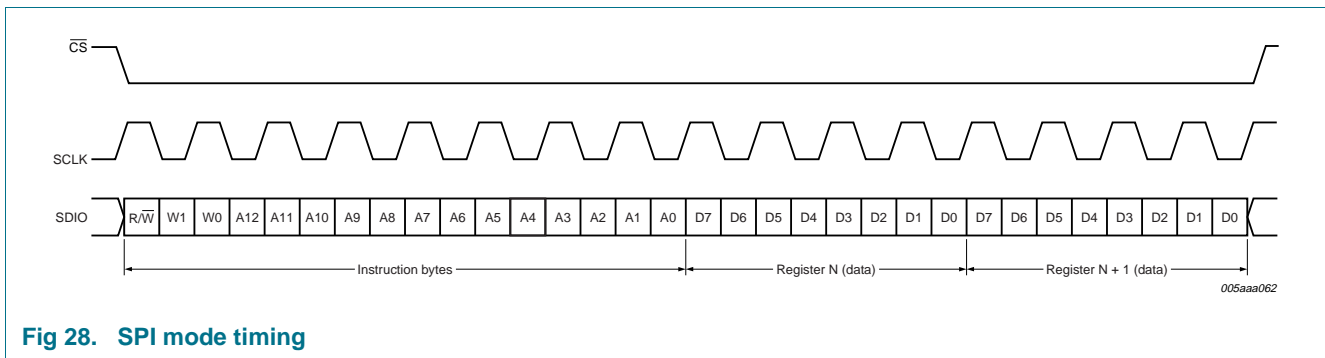 CS
SCLK
SDIO R/W W1 W0 A12 A11 A10 A9 A8 A7 A6 A5 A4 A3 A2 A1 A0 D7 D6 D5 D4 D3 D2 D1 D0 D7 D6 D5 D4 D3 D2 D1 D0
Instruction bytes Register N (data) Register N + 1 (data)
005aaa062
Fig 28. SPI mode timing